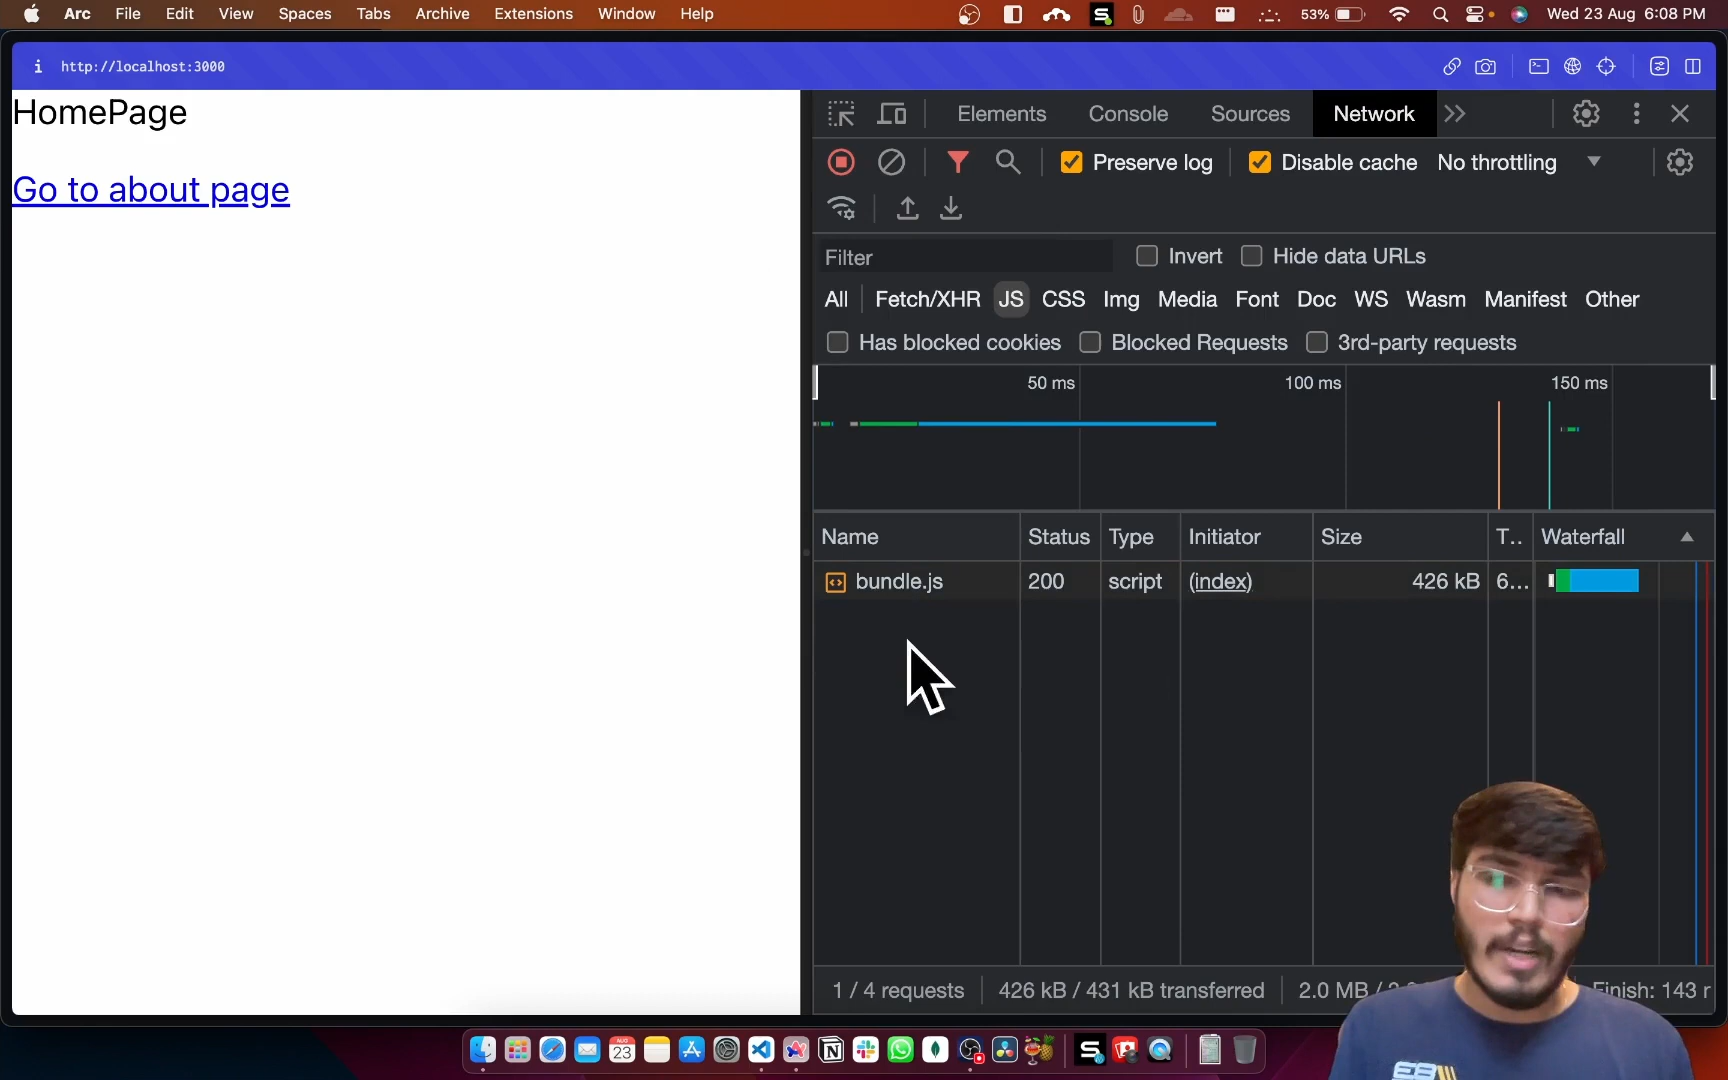 Arc File Edit View Spaces Tabs Archive Extensions Window Help 53% Wed 23 Aug 6:08 PM
http://localhost:3000
HomePage
Go to about page
Elements Console Sources Network
Preserve log Disable cache No throttling
Filter Invert Hide data URLs
All Fetch/XHR JS CSS Img Media Font Doc WS Wasm Manifest Other
Has blocked cookies Blocked Requests 3rd-party requests
50 ms 100 ms 150 ms
Name Status Type Initiator Size T.. Waterfall
bundle.js 200 script (index) 426 kB 6...
1 / 4 requests 426 kB / 431 kB transferred 2.0 MB / Finish: 143
AUG
23